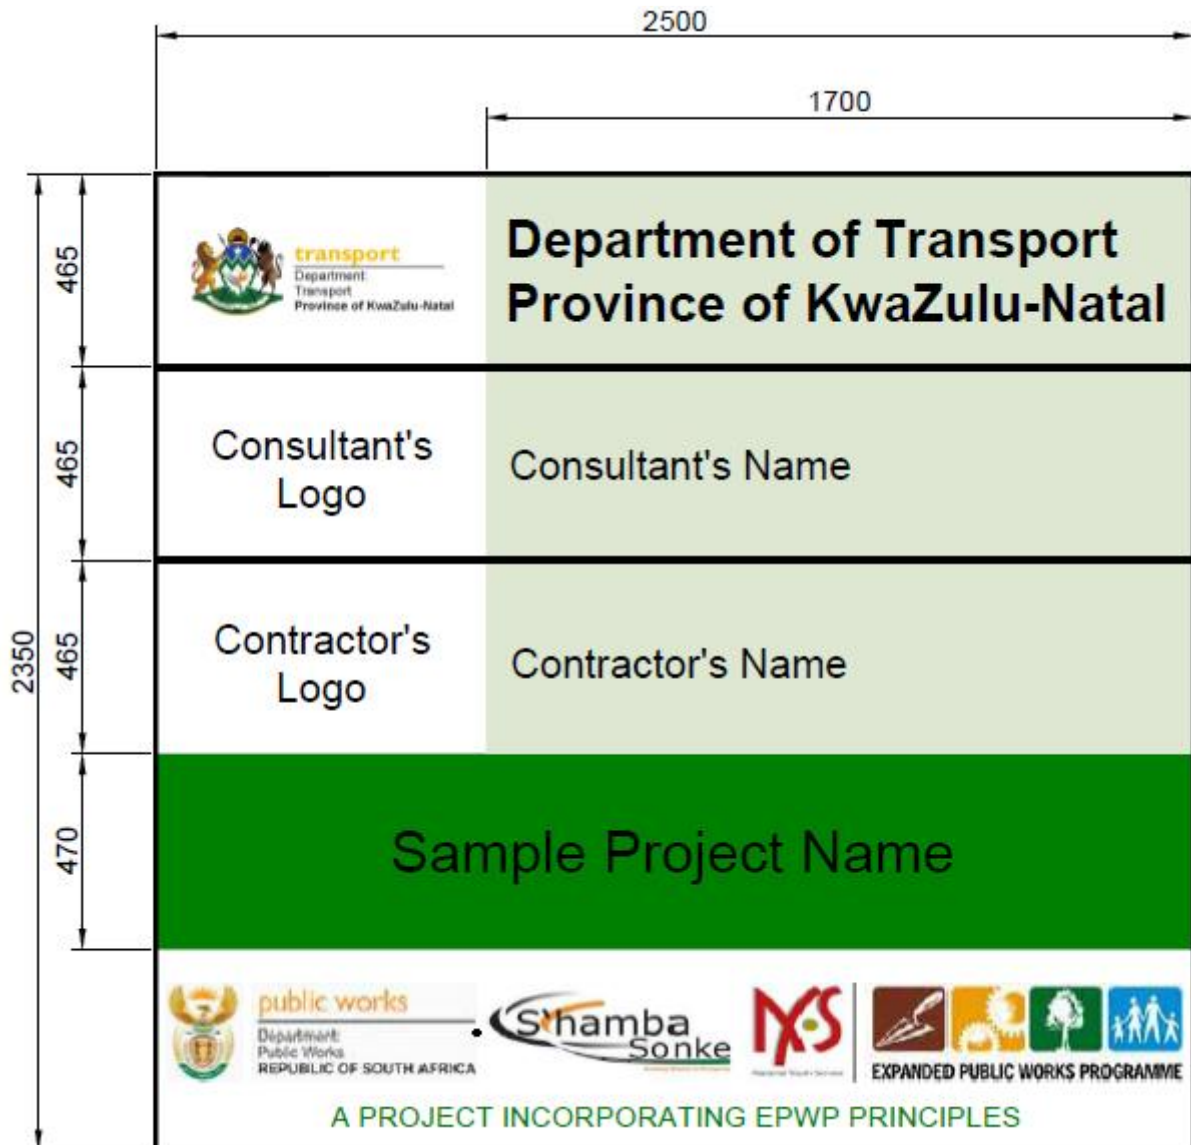 2500
1700
465
transport
Department:
Transport
Province of KwaZulu-Natal
Department of Transport
Province of KwaZulu-Natal
465
Consultant's
Logo
Consultant's Name
2350
465
Contractor's
Logo
Contractor's Name
470
Sample Project Name
public works
Department:
Public Works
REPUBLIC OF SOUTH AFRICA
S'hamba
Sonke
NYS
EXPANDED PUBLIC WORKS PROGRAMME
A PROJECT INCORPORATING EPWP PRINCIPLES